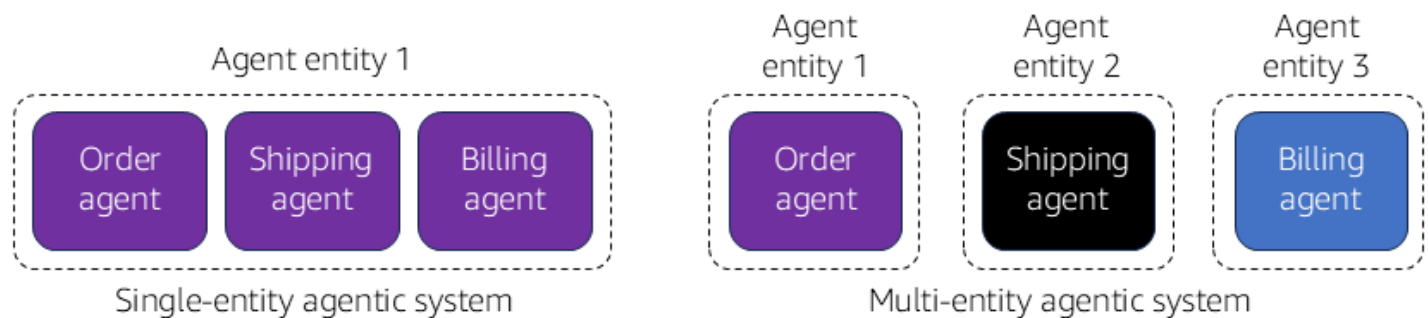 Agent entity 1
Order
agent
Shipping
agent
Billing
agent
Single-entity agentic system
Agent
entity 1
Agent
entity 2
Agent
entity 3
Order
agent
Shipping
agent
Billing
agent
Multi-entity agentic system